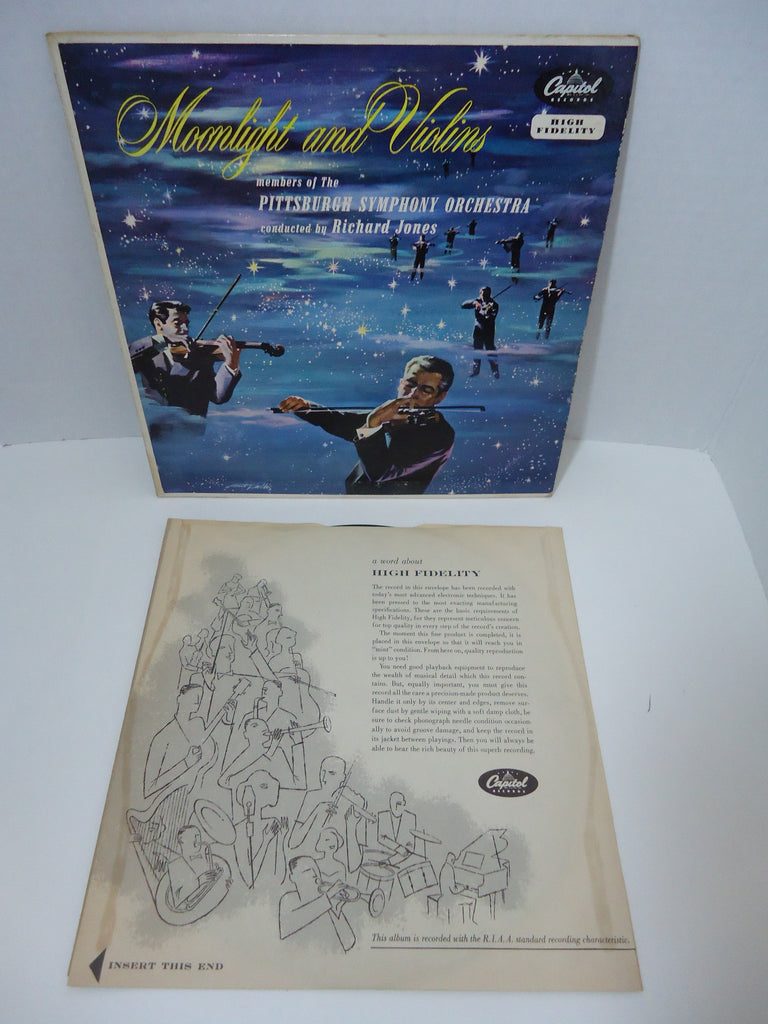 Moonlight and Violins
members of The
PITTSBURGH SYMPHONY ORCHESTRA
conducted by Richard Jones
Capitol
RECORDS
HIGH
FIDELITY
a word about
HIGH FIDELITY
The record in this envelope has been recorded with
today's most advanced electronic techniques. It has
been pressed to the most exacting manufacturing
specifications. These are the basic requirements of
High Fidelity, for they represent meticulous concern
for top quality in every step of the record's creation.
The moment this fine product is completed, it is
placed in this envelope so that it will reach you in
"mint" condition. From here on, quality reproduction
is up to you!
You need good playback equipment to reproduce
the wealth of musical detail which this record con-
tains. But, equally important, you must give this
record all the care a precision-made product deserves.
Handle it only by its center and edges, remove sur-
face dust by gentle wiping with a soft damp cloth, be
sure to check phonograph needle condition occasion-
ally to avoid groove damage, and keep the record in
its jacket between playings. Then you will always be
able to hear the rich beauty of this superb recording.
Capitol
RECORDS
This album is recorded with the R.I.A.A. standard recording characteristic.
INSERT THIS END